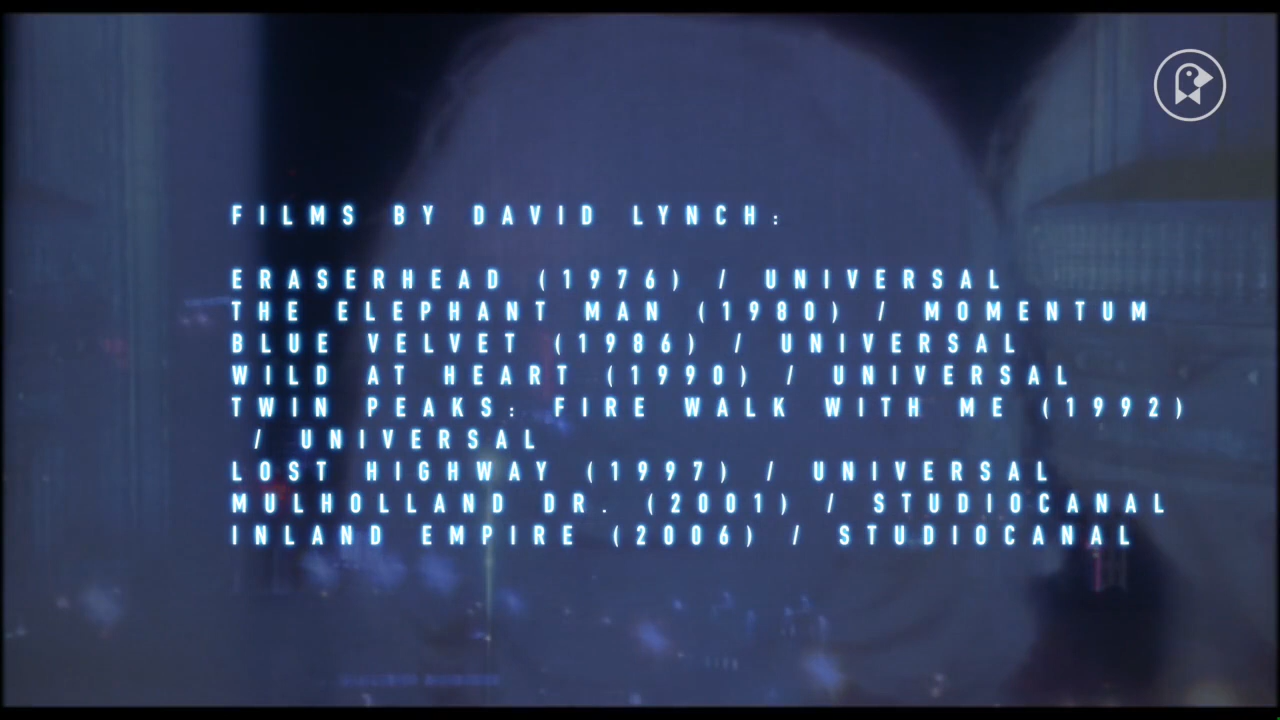 FILMS BY DAVID LYNCH:
ERASERHEAD (1976) / UNIVERSAL
THE ELEPHANT MAN (1980) / MOMENTUM
BLUE VELVET (1986) / UNIVERSAL
WILD AT HEART (1990) / UNIVERSAL
TWIN PEAKS: FIRE WALK WITH ME (1992)
/ UNIVERSAL
LOST HIGHWAY (1997) / UNIVERSAL
MULHOLLAND DR. (2001) / STUDIOCANAL
INLAND EMPIRE (2006) / STUDIOCANAL